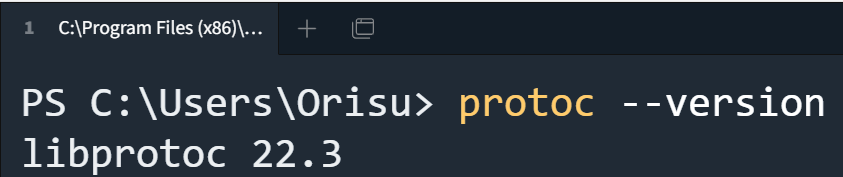 1 C:\Program Files (x86)\...
PS C:\Users\Orisu> protoc --version
libprotoc 22.3